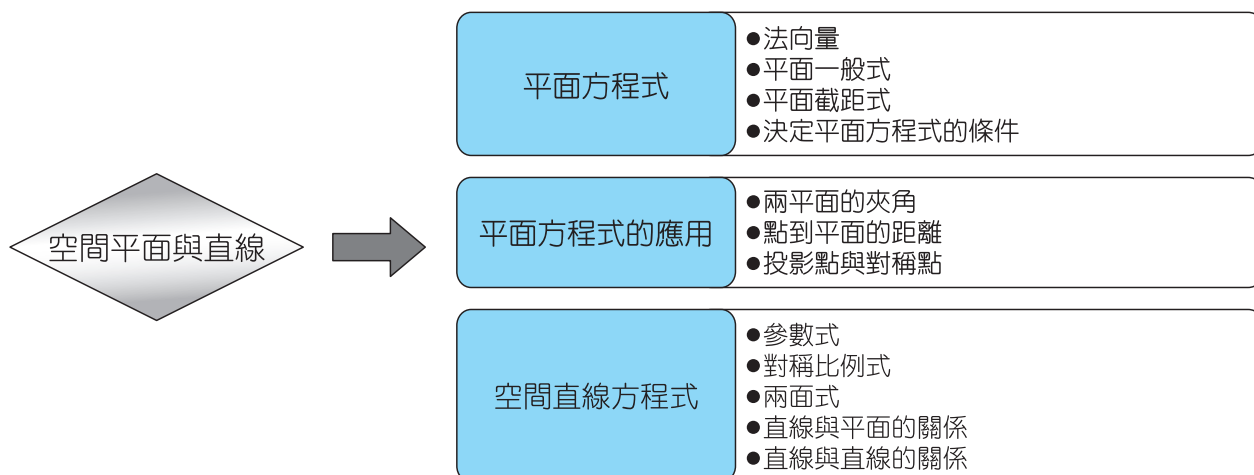 空間平面與直線
平面方程式
●法向量
●平面一般式
●平面截距式
●決定平面方程式的條件
平面方程式的應用
●兩平面的夾角
●點到平面的距離
●投影點與對稱點
空間直線方程式
●參數式
●對稱比例式
●兩面式
●直線與平面的關係
●直線與直線的關係